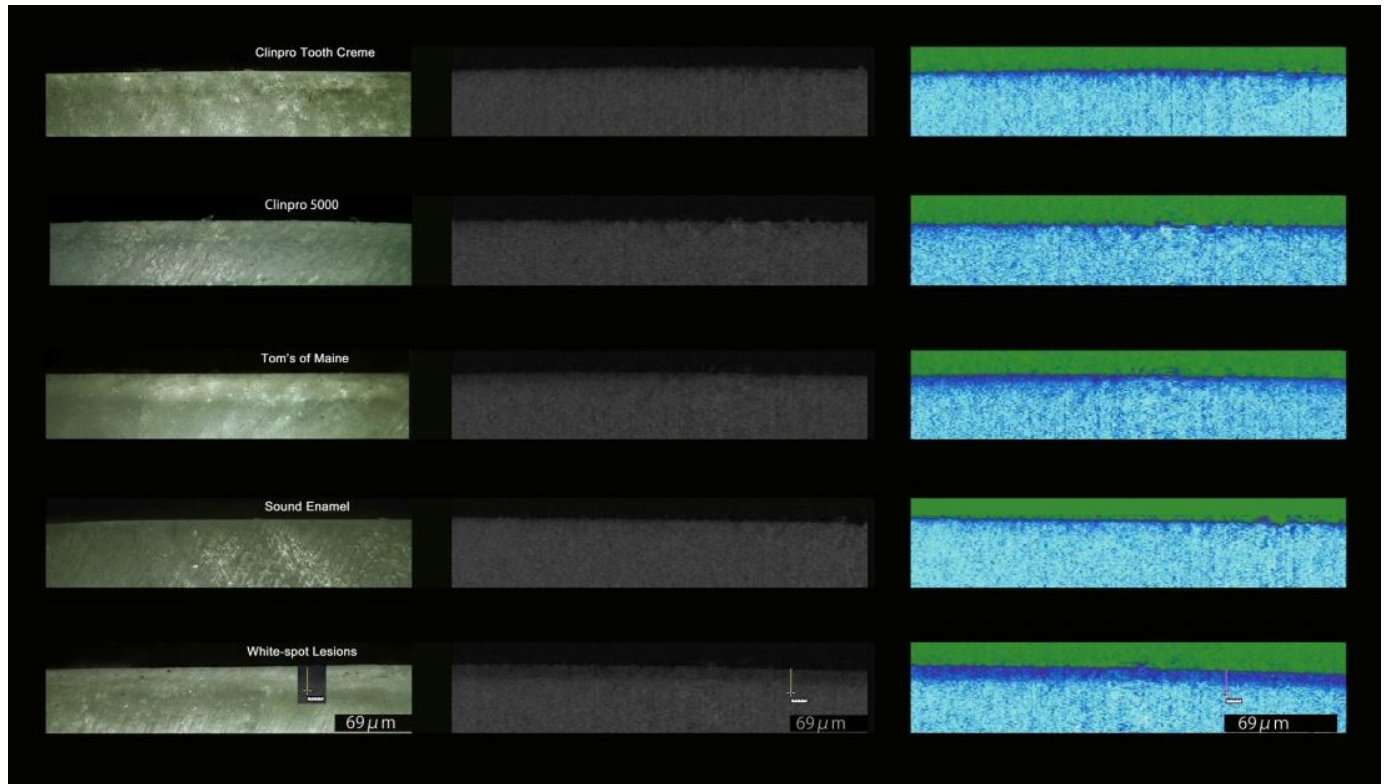 Clinpro Tooth Creme
Clinpro 5000
Tom's of Maine
Sound Enamel
White-spot Lesions
69μm
69μm
69μm